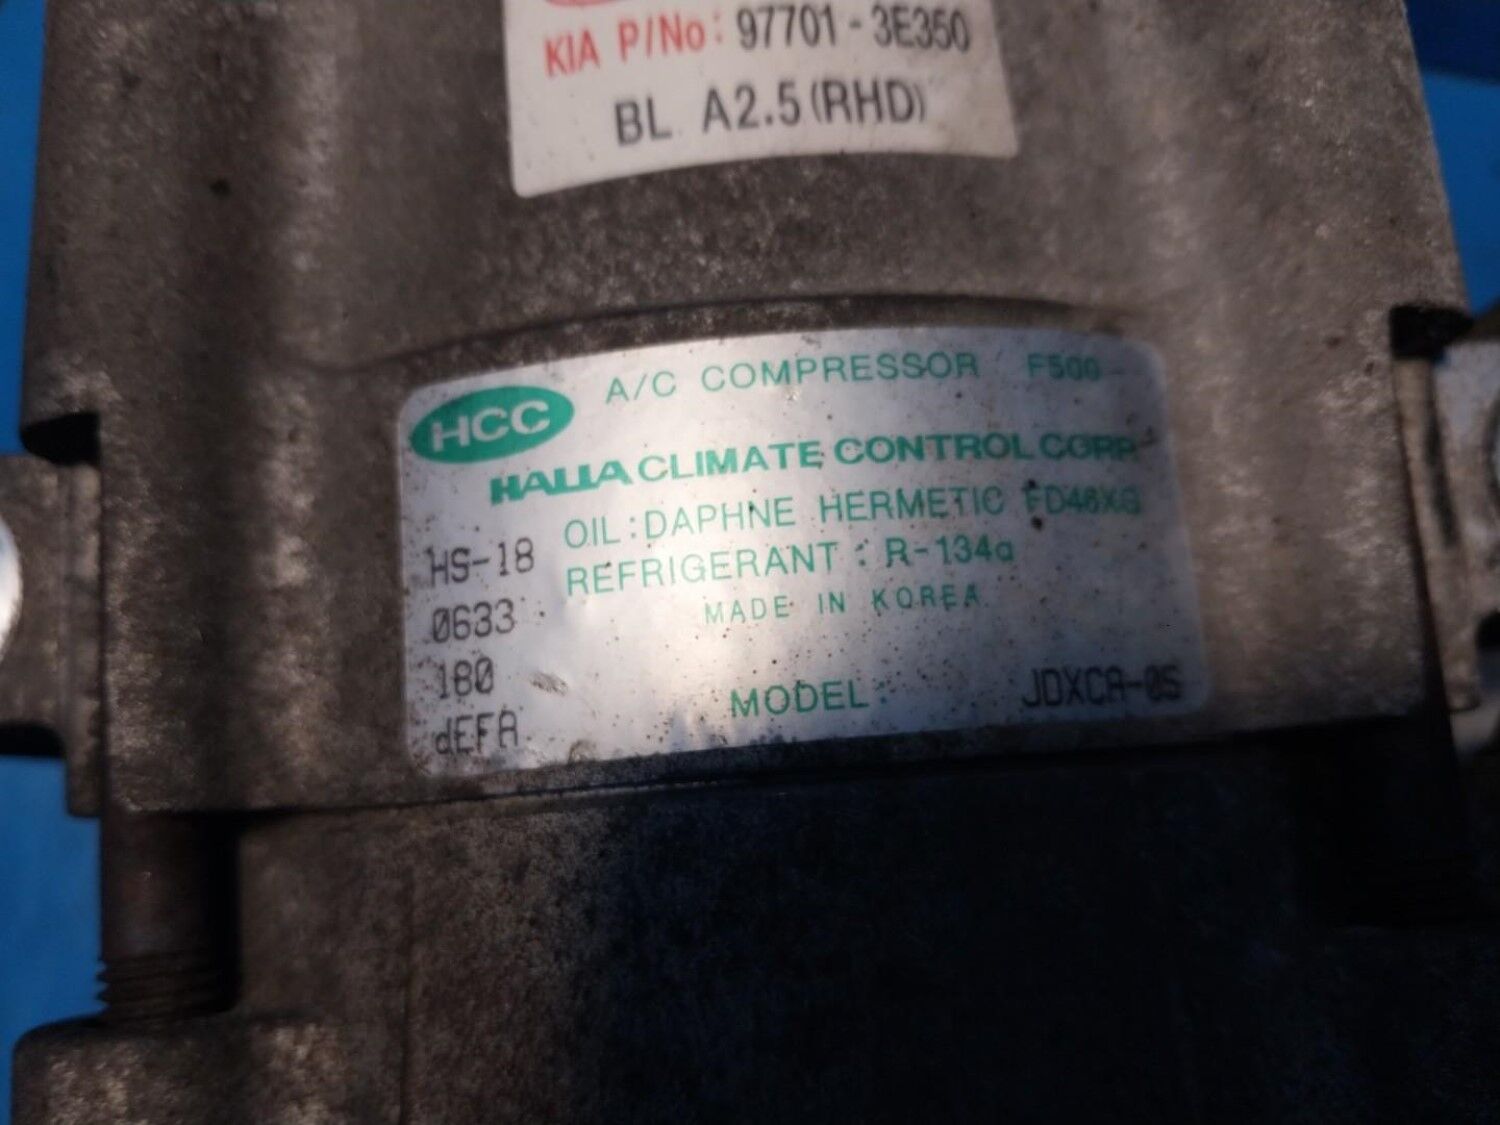 KIA P/No: 97701-3E350
BL A2.5(RHD)
HCC
A/C COMPRESSOR F500
HALLA CLIMATE CONTROL CORP.
OIL:DAPHNE HERMETIC FD46XG
HS-18
REFRIGERANT : R-134a
0633
MADE IN KOREA
180
MODEL: JDXCA-05
dEFA